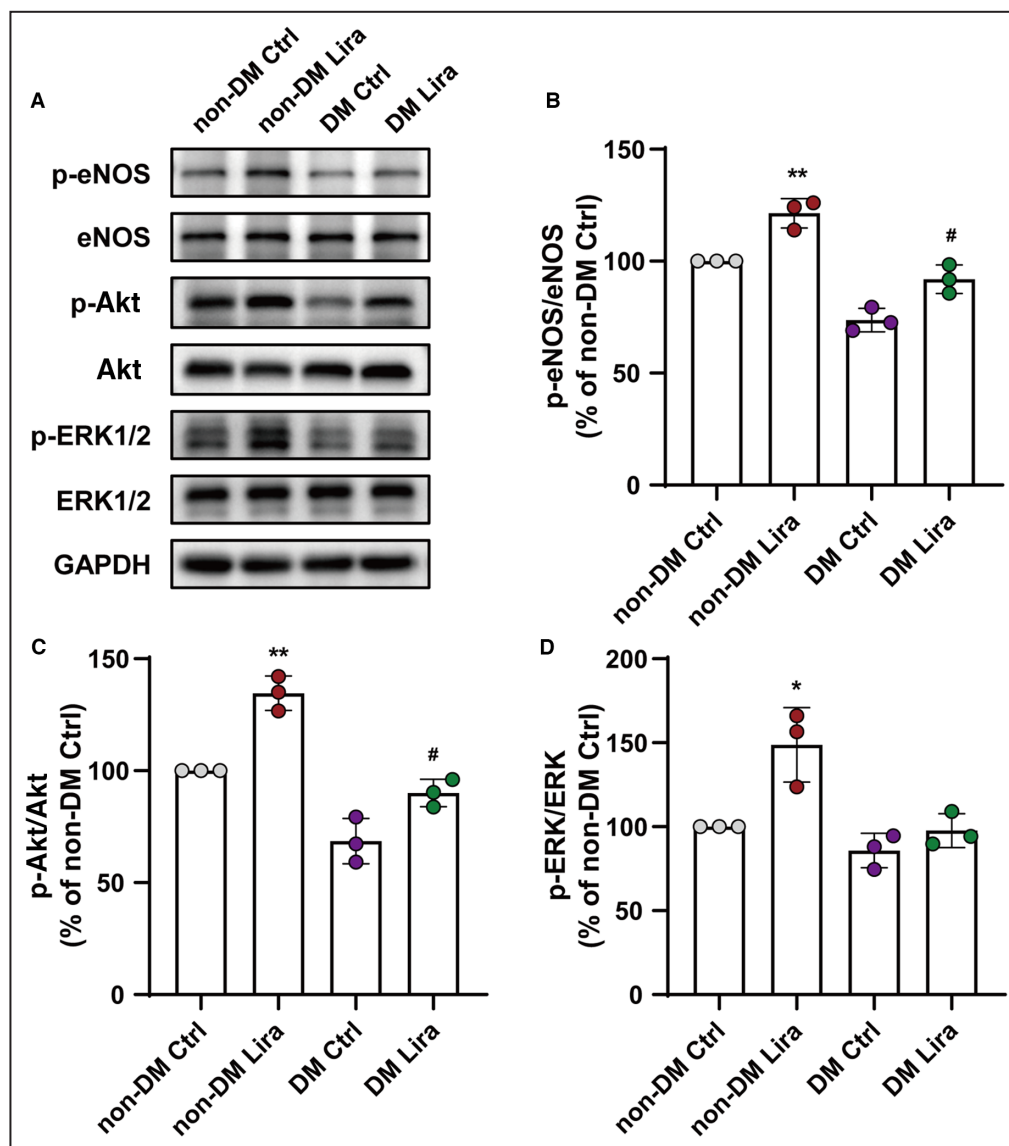 A
non-DM Ctrl
non-DM Lira
DM Ctrl
DM Lira
p-eNOS
eNOS
p-Akt
Akt
p-ERK1/2
ERK1/2
GAPDH
B
p-eNOS/eNOS
(% of non-DM Ctrl)
150
100
50
0
**
#
non-DM Ctrl
non-DM Lira
DM Ctrl
DM Lira
C
p-Akt/Akt
(% of non-DM Ctrl)
150
100
50
0
**
#
non-DM Ctrl
non-DM Lira
DM Ctrl
DM Lira
D
p-ERK/ERK
(% of non-DM Ctrl)
200
150
100
50
0
*
non-DM Ctrl
non-DM Lira
DM Ctrl
DM Lira